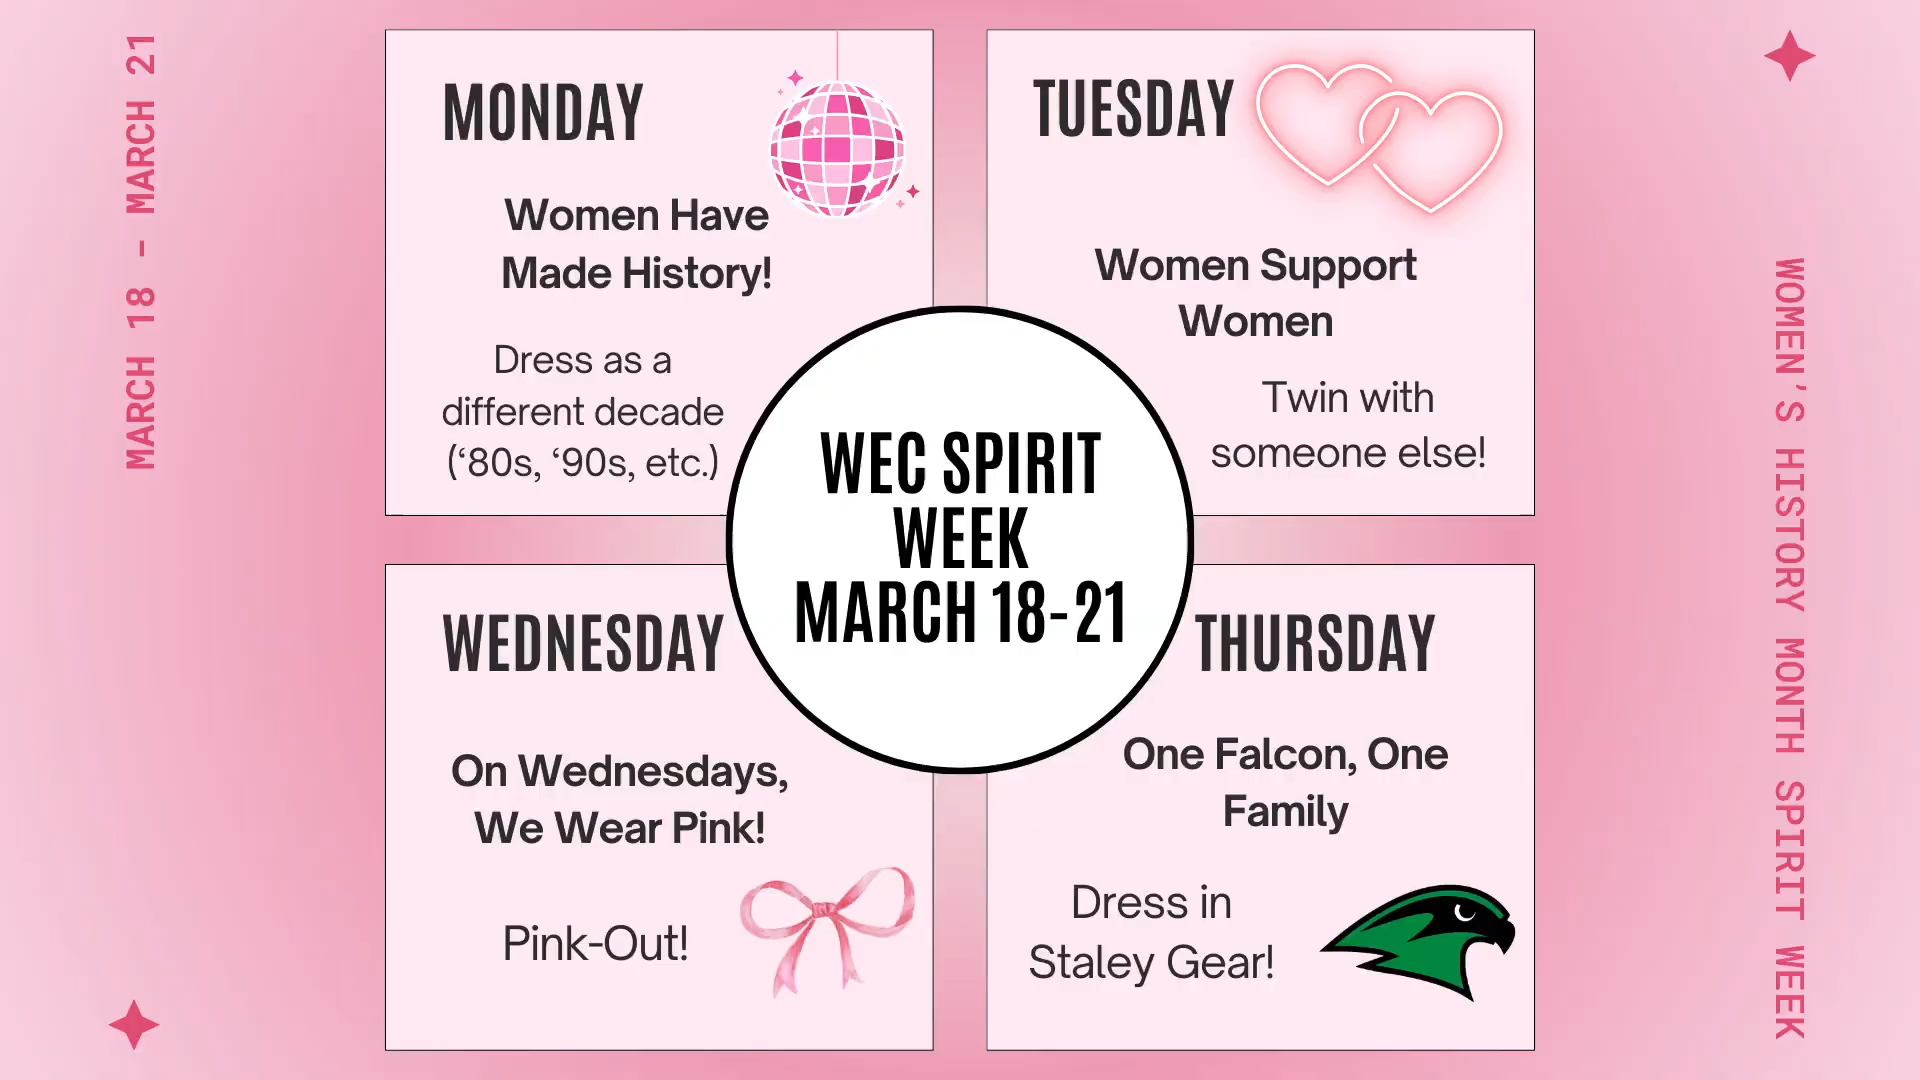 MARCH 18 - MARCH 21
MONDAY
Women Have
Made History!
Dress as a
different decade
(‘80s, ‘90s, etc.)
TUESDAY
Women Support
Women
Twin with
someone else!
WEC SPIRIT
WEEK
MARCH 18-21
WEDNESDAY
On Wednesdays,
We Wear Pink!
Pink-Out!
THURSDAY
One Falcon, One
Family
Dress in
Staley Gear!
WOMEN’S HISTORY MONTH SPIRIT WEEK